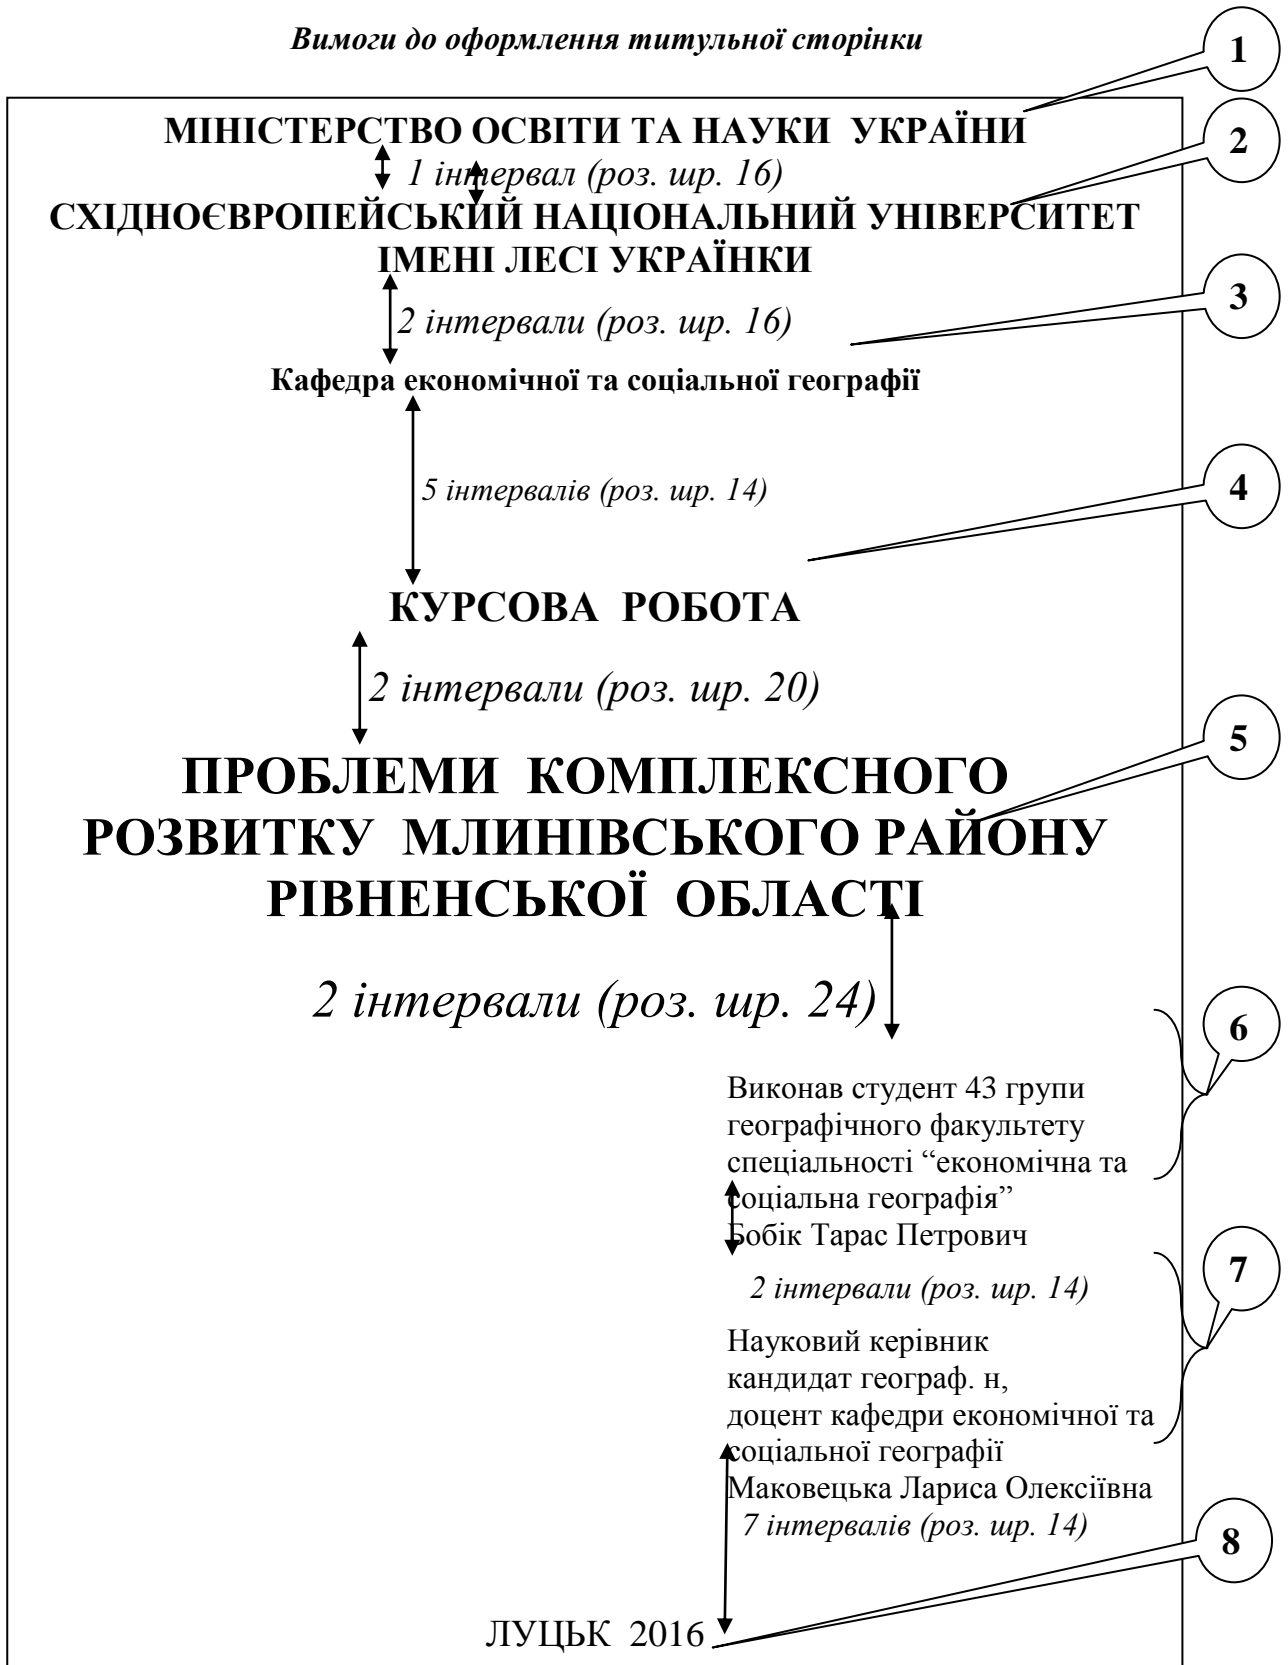 Вимоги до оформлення титульної сторінки
1
МІНІСТЕРСТВО ОСВІТИ ТА НАУКИ УКРАЇНИ
2
1 інтервал (роз. шр. 16)
СХІДНОЄВРОПЕЙСЬКИЙ НАЦІОНАЛЬНИЙ УНІВЕРСИТЕТ
ІМЕНІ ЛЕСІ УКРАЇНКИ
3
2 інтервали (роз. шр. 16)
Кафедра економічної та соціальної географії
4
5 інтервалів (роз. шр. 14)
КУРСОВА РОБОТА
2 інтервали (роз. шр. 20)
5
ПРОБЛЕМИ КОМПЛЕКСНОГО
РОЗВИТКУ МЛИНІВСЬКОГО РАЙОНУ
РІВНЕНСЬКОЇ ОБЛАСТІ
2 інтервали (роз. шр. 24)
6
Виконав студент 43 групи
географічного факультету
спеціальності “економічна та
соціальна географія”
Бобік Тарас Петрович
7
2 інтервали (роз. шр. 14)
Науковий керівник
кандидат географ. н,
доцент кафедри економічної та
соціальної географії
Маковецька Лариса Олексіївна
7 інтервалів (роз. шр. 14)
8
ЛУЦЬК 2016